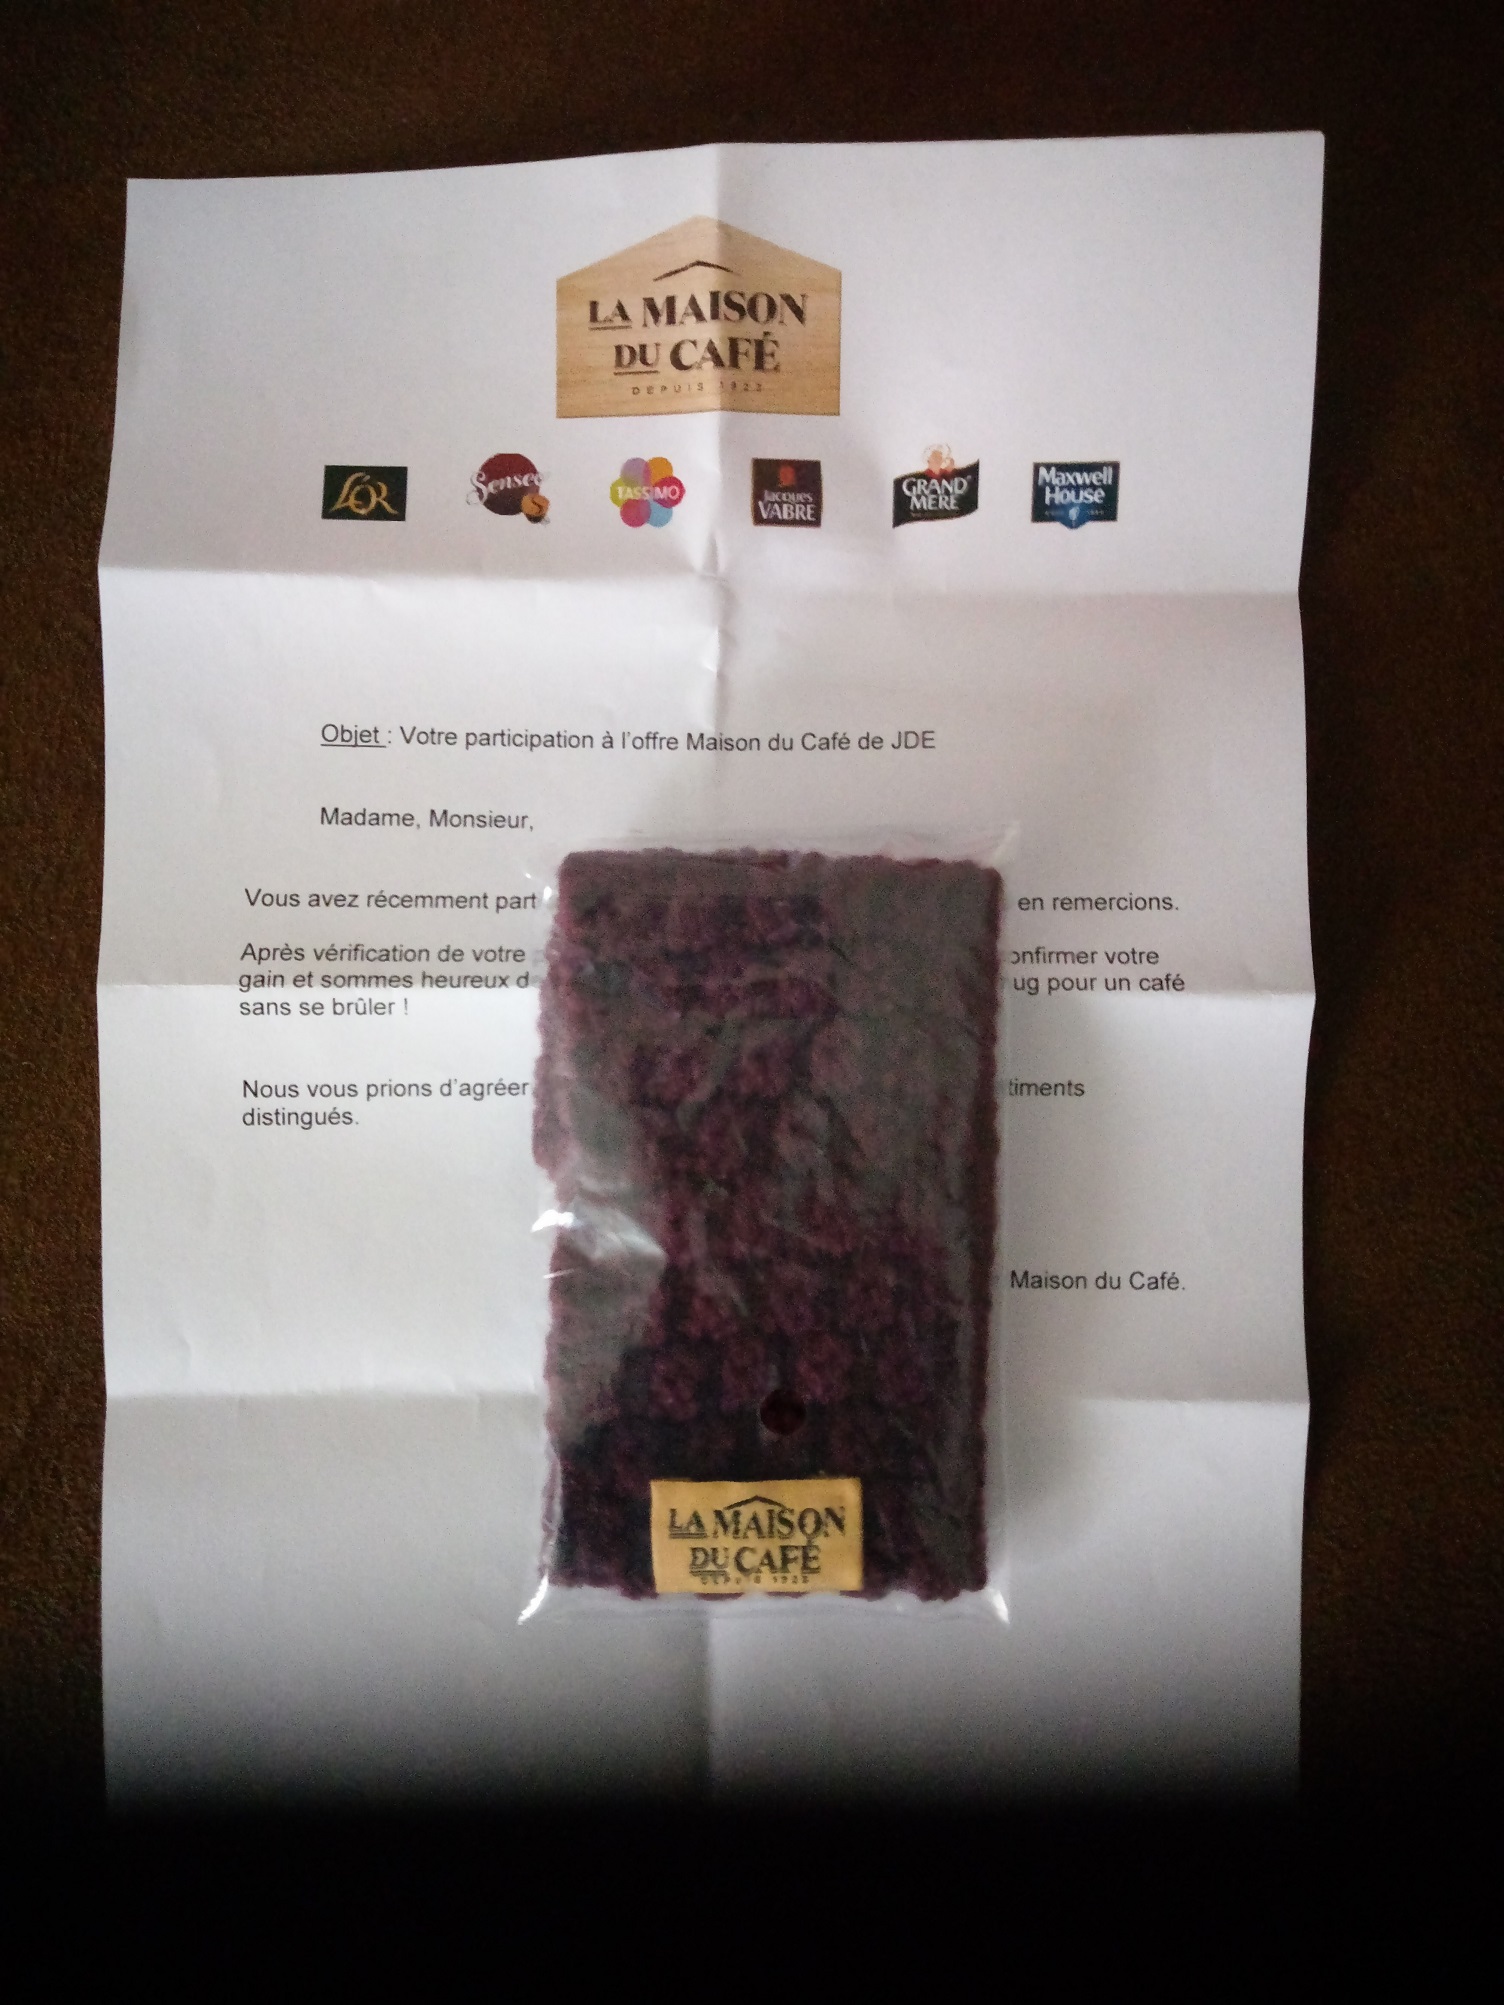 LA MAISON
DU CAFÉ
DEPUIS 1922
L'OR
Senseo
TASSIMO
Jacques
VABRE
GRAND'
MERE
Maxwell
House
Objet : Votre participation à l'offre Maison du Café de JDE
Madame, Monsieur,
Vous avez récemment part en remercions.
Après vérification de votre onfirmer votre
gain et sommes heureux d ug pour un café
sans se brûler !
Nous vous prions d'agréer timents
distingués.
Maison du Café.
LA MAISON
DU CAFÉ
DEPUIS 1922